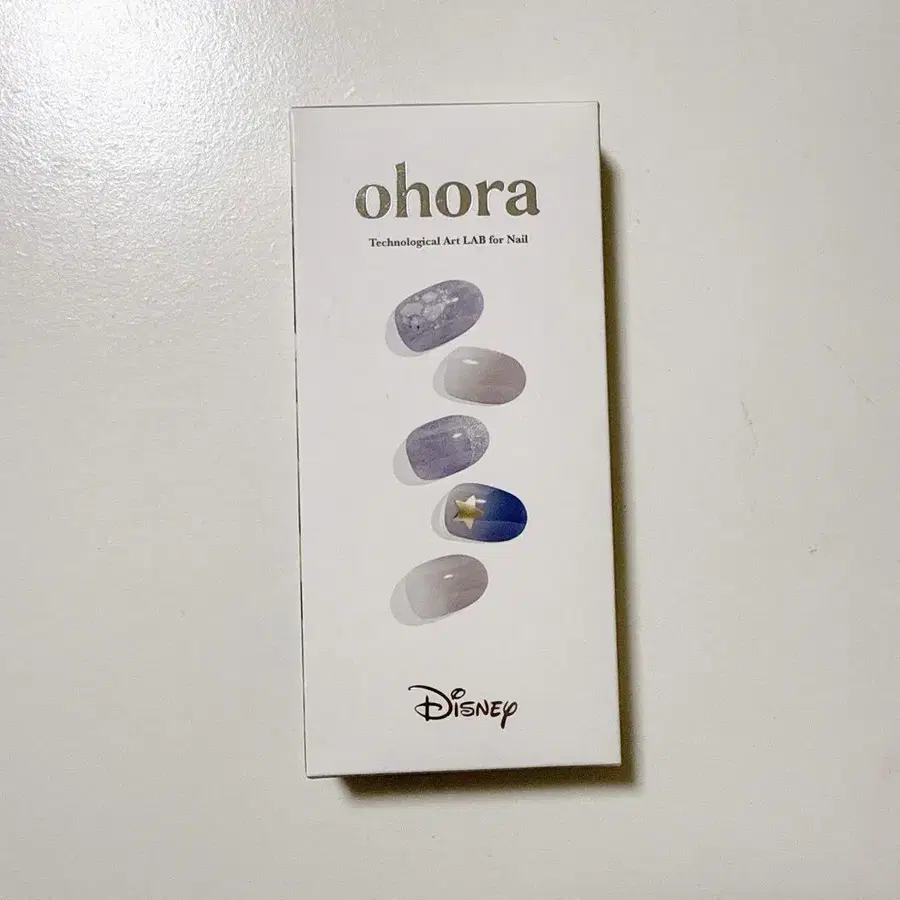 ohora
Technological Art LAB for Nail
Disney